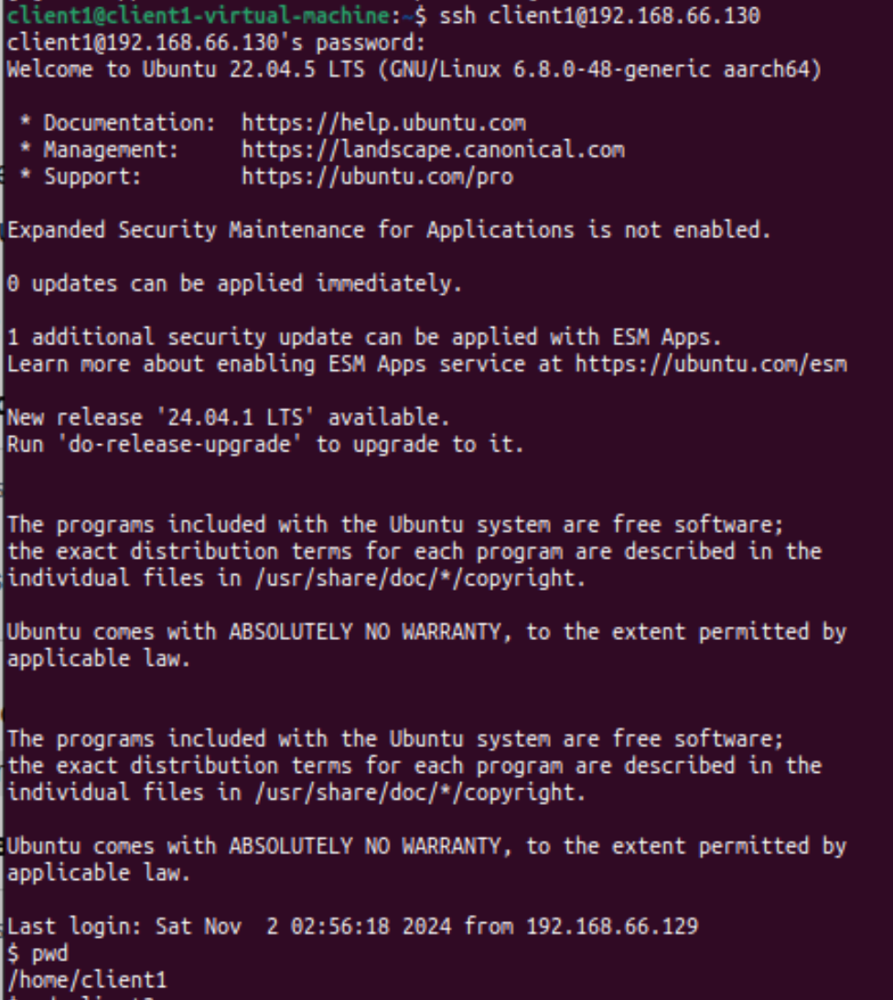 client1@client1-virtual-machine:~$ ssh client1@192.168.66.130
client1@192.168.66.130's password:
Welcome to Ubuntu 22.04.5 LTS (GNU/Linux 6.8.0-48-generic aarch64)
* Documentation: https://help.ubuntu.com
* Management: https://landscape.canonical.com
* Support: https://ubuntu.com/pro
Expanded Security Maintenance for Applications is not enabled.
0 updates can be applied immediately.
1 additional security update can be applied with ESM Apps.
Learn more about enabling ESM Apps service at https://ubuntu.com/esm
New release '24.04.1 LTS' available.
Run 'do-release-upgrade' to upgrade to it.
The programs included with the Ubuntu system are free software;
the exact distribution terms for each program are described in the
individual files in /usr/share/doc/*/copyright.
Ubuntu comes with ABSOLUTELY NO WARRANTY, to the extent permitted by
applicable law.
The programs included with the Ubuntu system are free software;
the exact distribution terms for each program are described in the
individual files in /usr/share/doc/*/copyright.
Ubuntu comes with ABSOLUTELY NO WARRANTY, to the extent permitted by
applicable law.
Last login: Sat Nov  2 02:56:18 2024 from 192.168.66.129
$ pwd
/home/client1